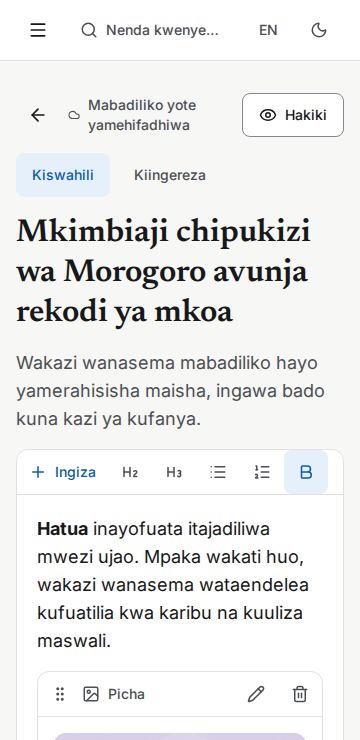 Nenda kwenye...
EN
Mabadiliko yote
yamehifadhiwa
Hakiki
Kiswahili
Kiingereza
Mkimbiaji chipukizi
wa Morogoro avunja
rekodi ya mkoa
Wakazi wanasema mabadiliko hayo
yamerahisisha maisha, ingawa bado
kuna kazi ya kufanya.
Ingiza
H2
H3
B
Hatua inayofuata itajadiliwa
mwezi ujao. Mpaka wakati huo,
wakazi wanasema wataendelea
kufuatilia kwa karibu na kuuliza
maswali.
Picha